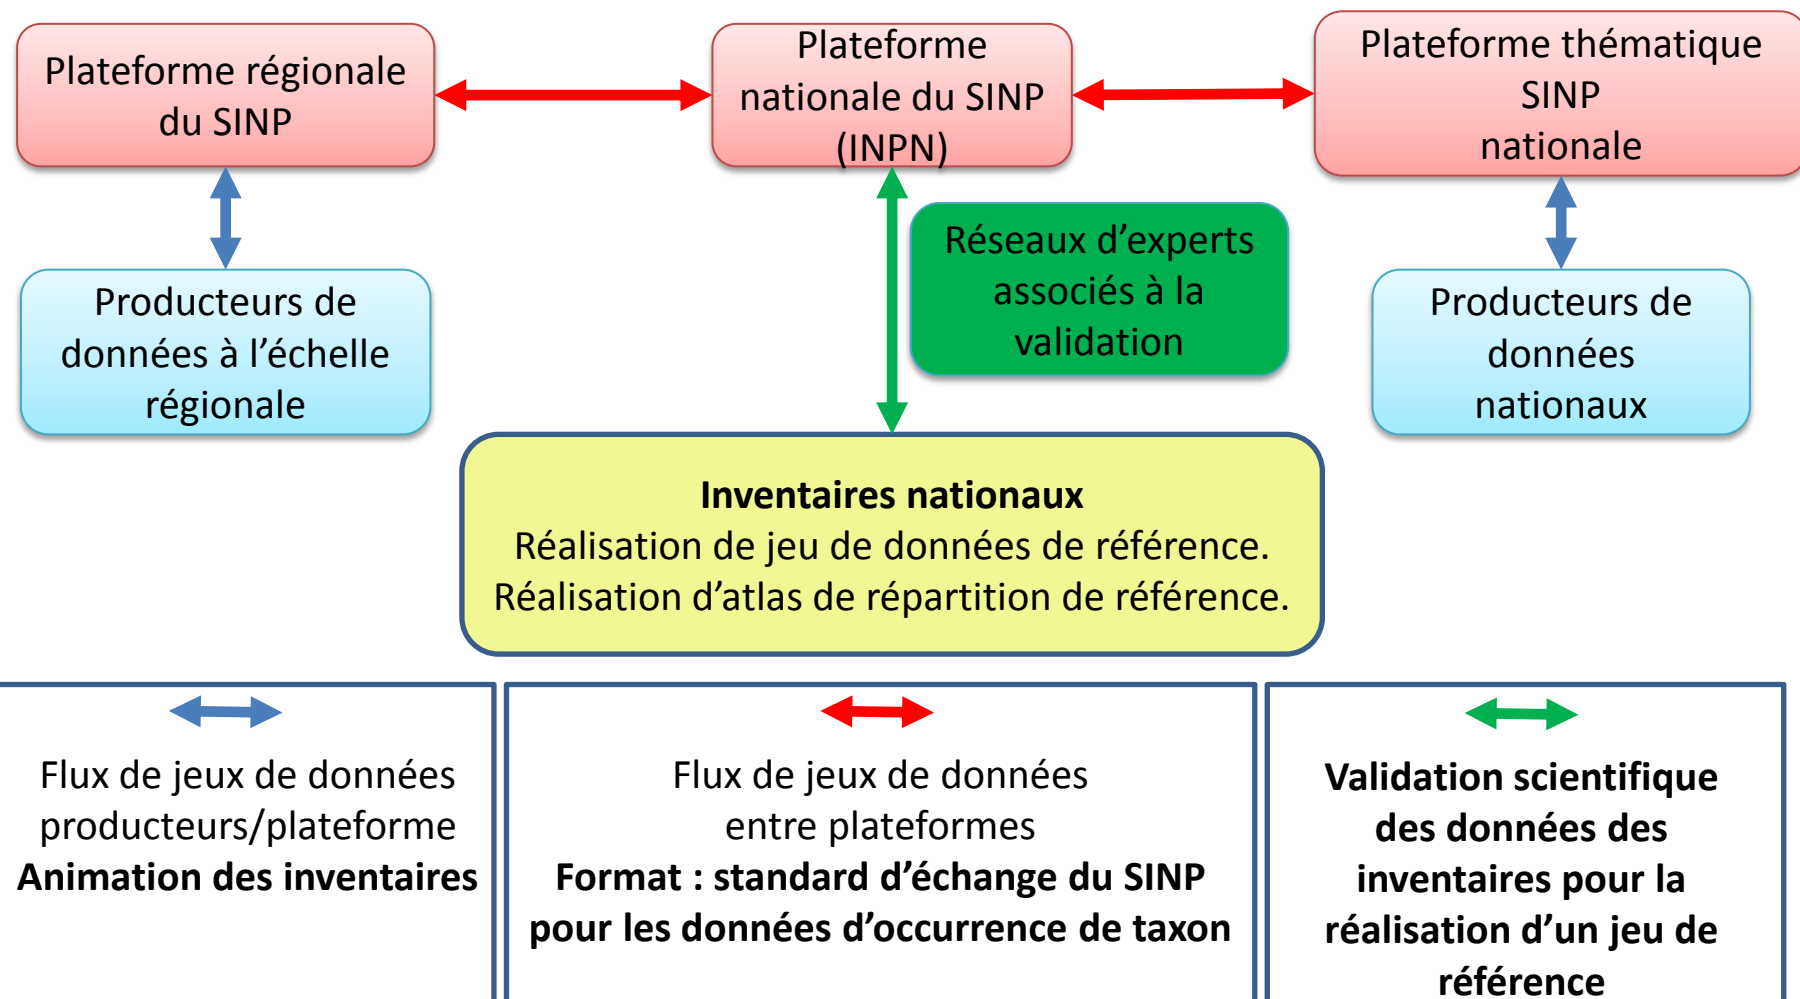 Plateforme régionale
du SINP
Plateforme
nationale du SINP
(INPN)
Plateforme thématique
SINP
nationale
Producteurs de
données à l’échelle
régionale
Réseaux d’experts
associés à la
validation
Producteurs de
données
nationaux
Inventaires nationaux
Réalisation de jeu de données de référence.
Réalisation d’atlas de répartition de référence.
Flux de jeux de données
producteurs/plateforme
Animation des inventaires
Flux de jeux de données
entre plateformes
Format : standard d’échange du SINP
pour les données d’occurrence de taxon
Validation scientifique
des données des
inventaires pour la
réalisation d’un jeu de
référence